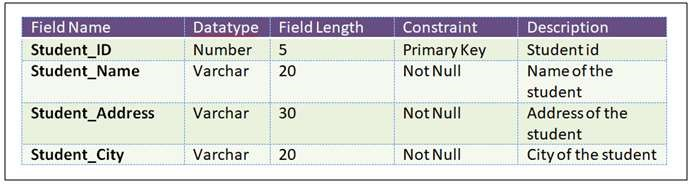 Field Name Datatype Field Length Constraint Description
Student_ID Number 5 Primary Key Student id
Student_Name Varchar 20 Not Null Name of the
student
Student_Address Varchar 30 Not Null Address of the
student
Student_City Varchar 20 Not Null City of the student